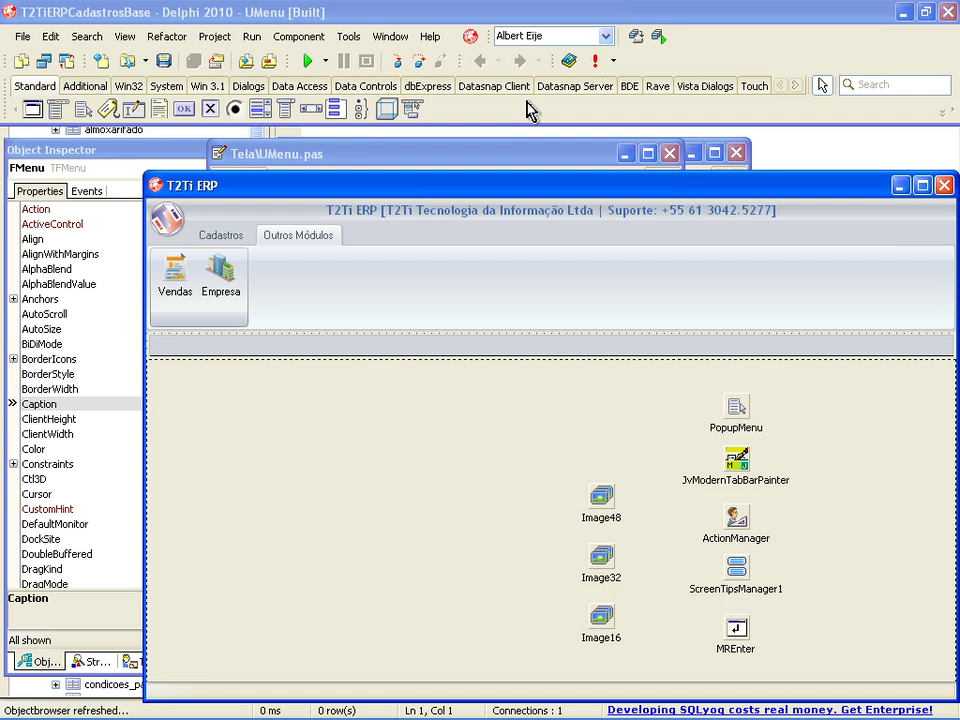 T2TiERPCadastrosBase - Delphi 2010 - UMenu [Built]
File Edit Search View Refactor Project Run Component Tools Window Help Albert Eije
Standard Additional Win32 System Win 3.1 Dialogs Data Access Data Controls dbExpress Datasnap Client Datasnap Server BDE Rave Vista Dialogs Touch Search
OK
almoxarifado
Object Inspector
Tela\UMenu.pas
FMenu TFMenu
Properties Events
Action
ActiveControl
Align
AlignWithMargins
AlphaBlend
AlphaBlendValue
Anchors
AutoScroll
AutoSize
BiDiMode
BorderIcons
BorderStyle
BorderWidth
Caption
ClientHeight
ClientWidth
Color
Constraints
Ctl3D
Cursor
CustomHint
DefaultMonitor
DockSite
DoubleBuffered
DragKind
DragMode
Caption
All shown
Obj... Str...
T2Ti ERP
T2Ti ERP [T2Ti Tecnologia da Informação Ltda | Suporte: +55 61 3042.5277]
Cadastros Outros Módulos
Vendas Empresa
PopupMenu
JvModernTabBarPainter
Image48
ActionManager
Image32
ScreenTipsManager1
Image16
MREnter
Objectbrowser refreshed... 0 ms 0 row(s) Ln 1, Col 1 Connections : 1 Developing SQLyog costs real money. Get Enterprise!